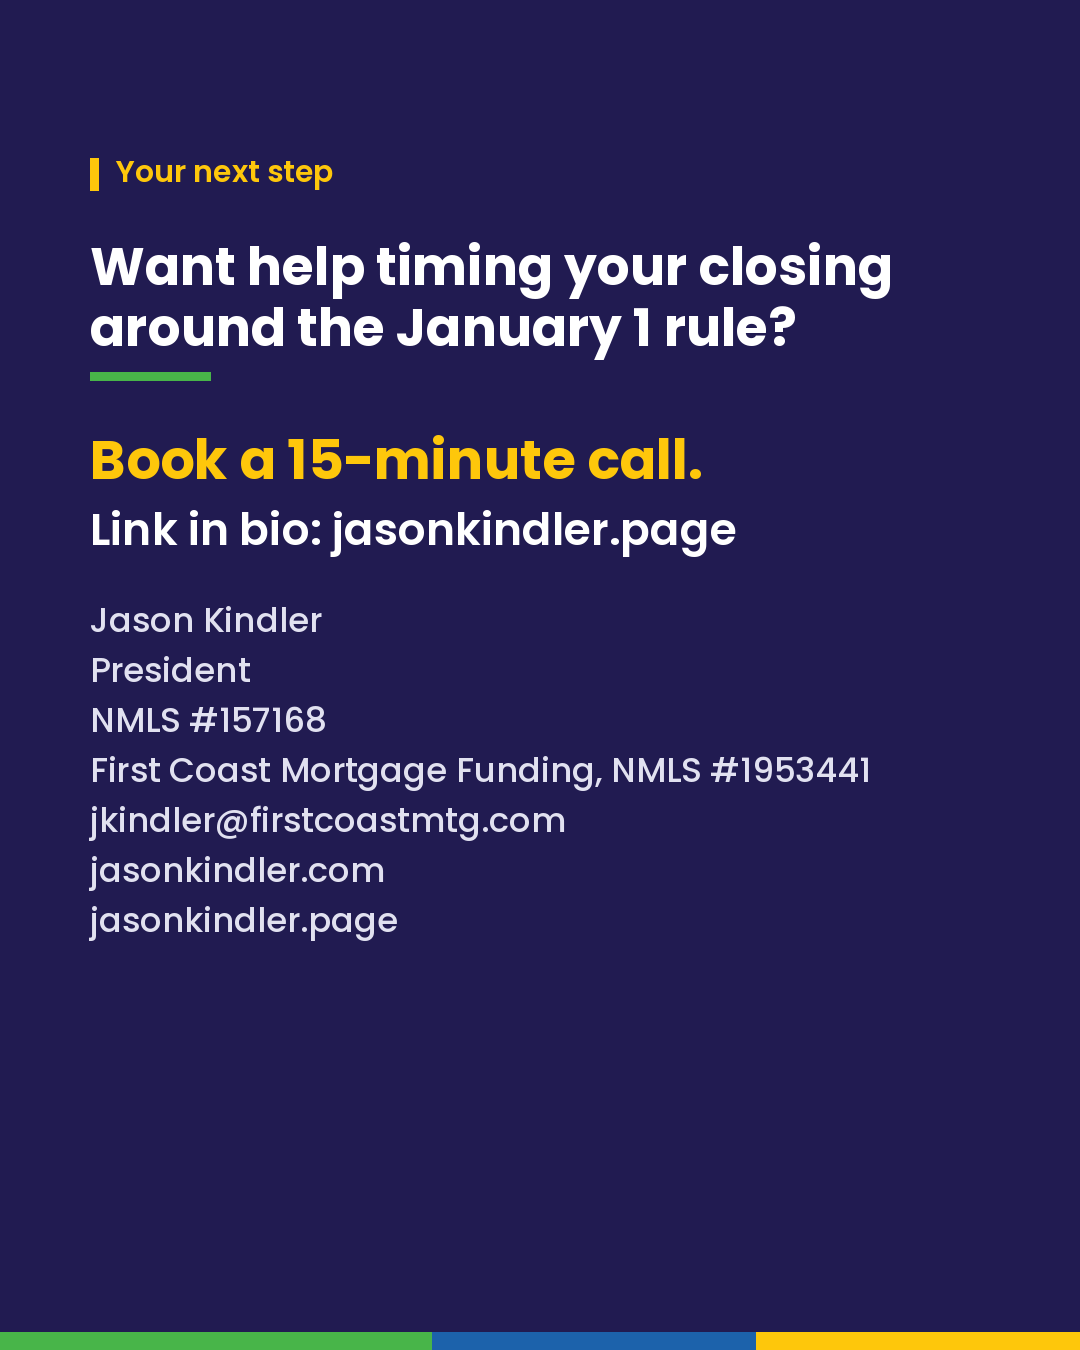 Your next step
Want help timing your closing
around the January 1 rule?
Book a 15-minute call.
Link in bio: jasonkindler.page
Jason Kindler
President
NMLS #157168
First Coast Mortgage Funding, NMLS #1953441
jkindler@firstcoastmtg.com
jasonkindler.com
jasonkindler.page